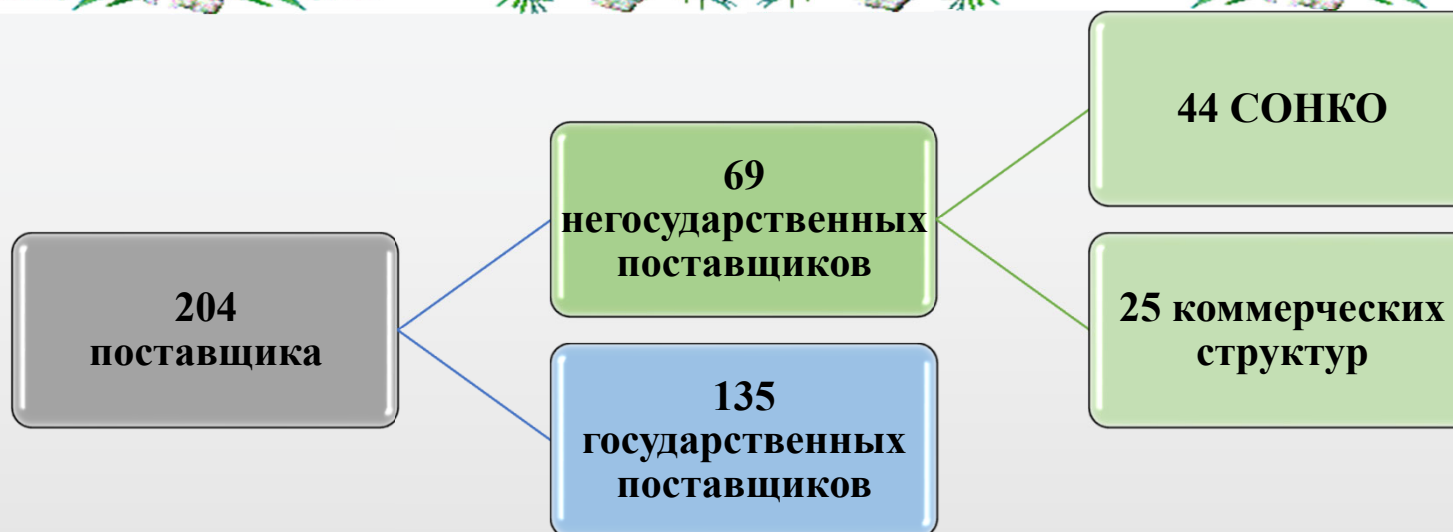 204
поставщика
69
негосударственных
поставщиков
135
государственных
поставщиков
44 СОНКО
25 коммерческих
структур